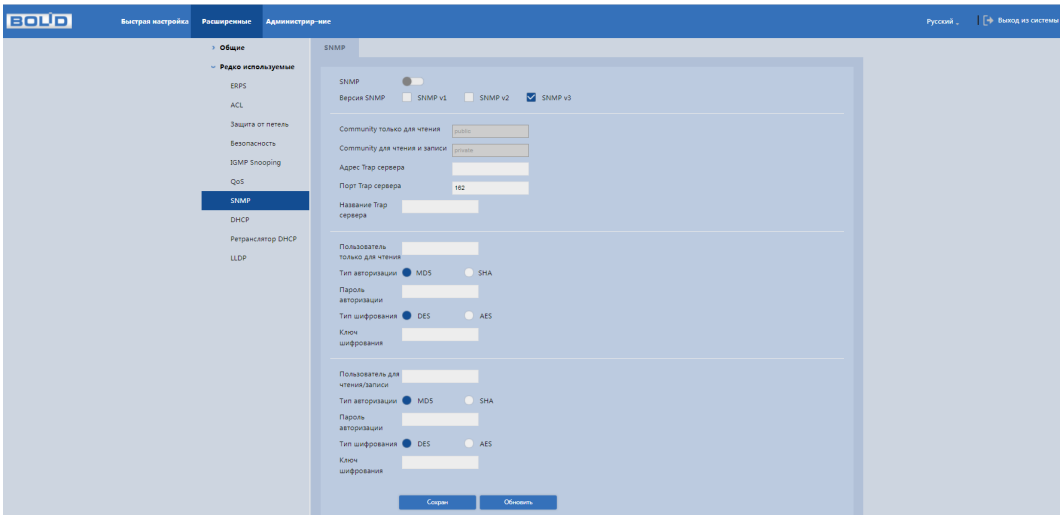 BOLID
Быстрая настройка Расширенные Администрир-ние Русский Выход из системы
Общие
Редко используемые
ERPS
ACL
Защита от петель
Безопасность
IGMP Snooping
QoS
SNMP
DHCP
Ретранслятор DHCP
LLDP
SNMP
SNMP
Версия SNMP SNMP v1 SNMP v2 SNMP v3
Community только для чтения public
Community для чтения и записи private
Адрес Trap сервера
Порт Trap сервера 162
Название Trap
сервера
Пользователь
только для чтения
Тип авторизации MD5 SHA
Пароль
авторизации
Тип шифрования DES AES
Ключ
шифрования
Пользователь для
чтения/записи
Тип авторизации MD5 SHA
Пароль
авторизации
Тип шифрования DES AES
Ключ
шифрования
Сохран Обновить